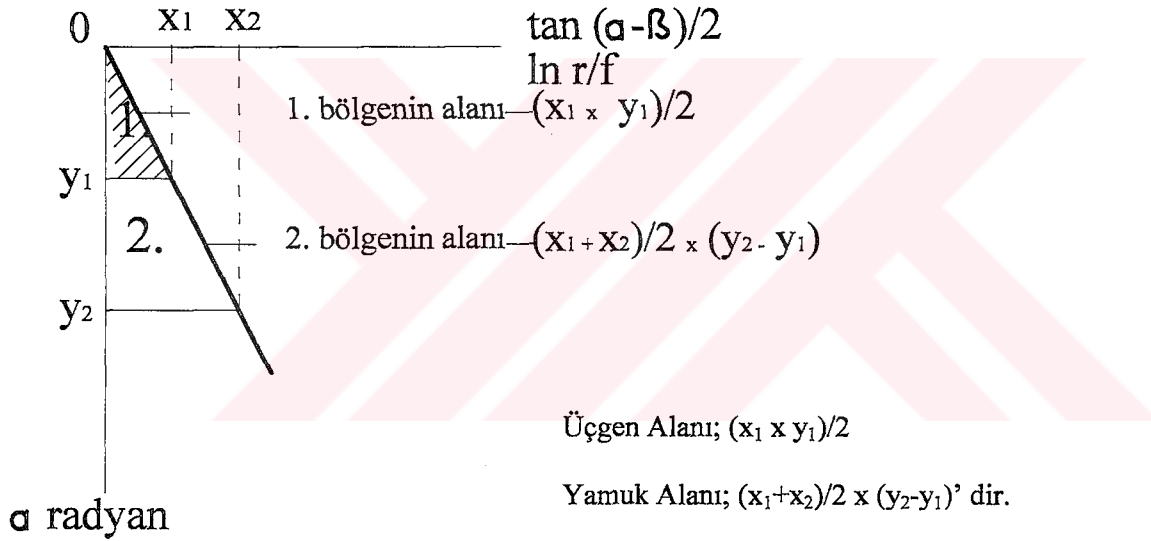 0 x1 x2 tan (α-ß)/2
ln r/f
1. 1. bölgenin alanı—(x1 x y1)/2
y1
2. 2. bölgenin alanı—(x1 + x2)/2 x (y2 - y1)
y2
Üçgen Alanı; (x₁ x y₁)/2
Yamuk Alanı; (x₁+x₂)/2 x (y₂-y₁)’ dir.
α radyan